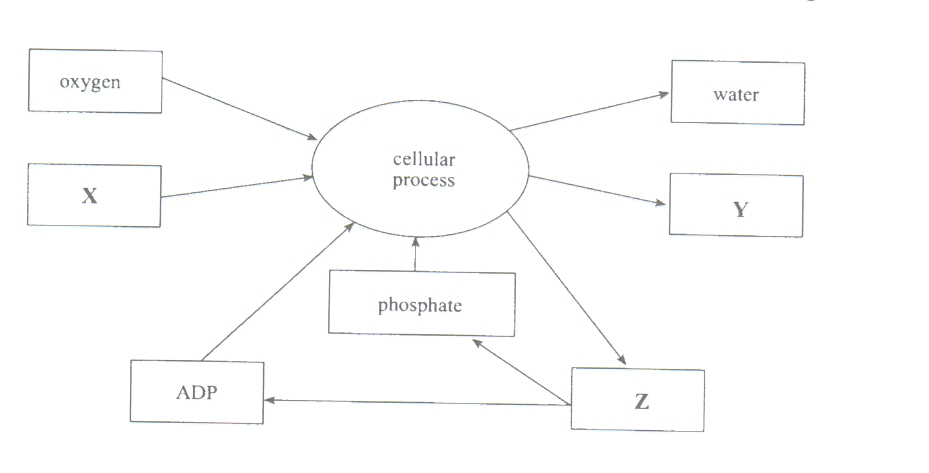 oxygen
water
cellular
process
X
Y
phosphate
ADP
Z